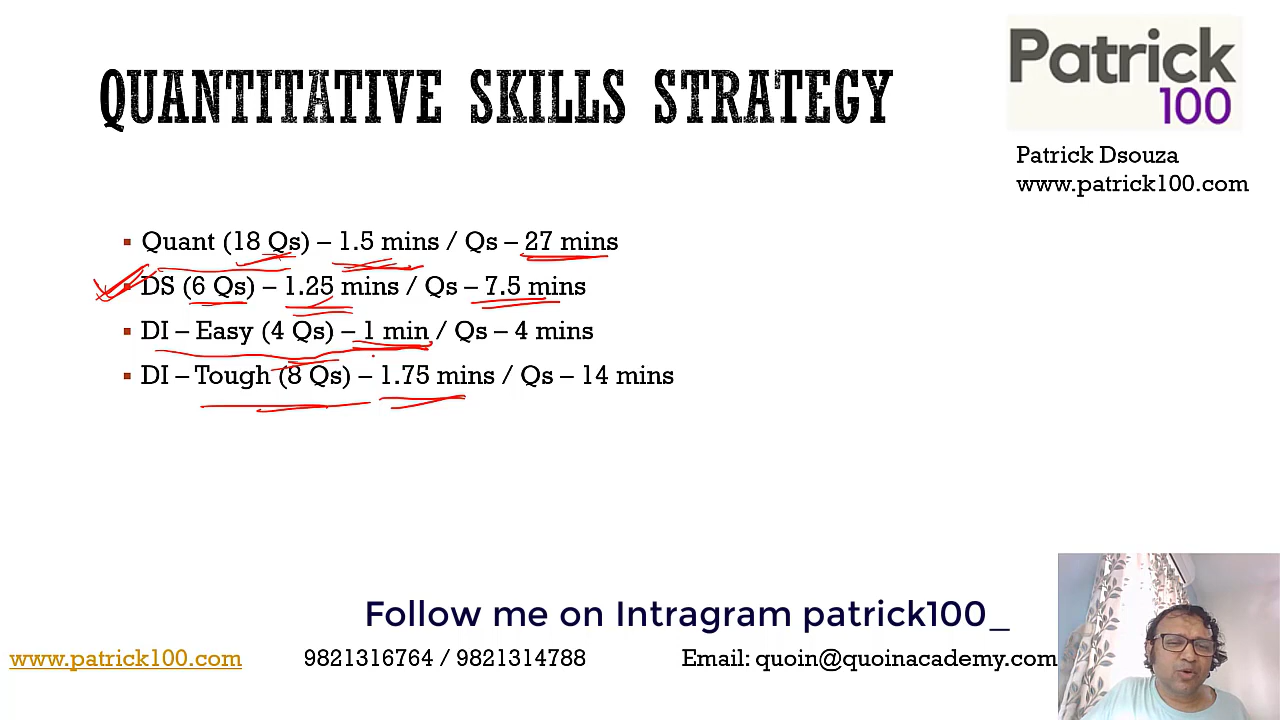 QUANTITATIVE SKILLS STRATEGY
Patrick
100
Patrick Dsouza
www.patrick100.com
Quant (18 Qs) – 1.5 mins / Qs – 27 mins
DS (6 Qs) – 1.25 mins / Qs – 7.5 mins
DI – Easy (4 Qs) – 1 min / Qs – 4 mins
DI – Tough (8 Qs) – 1.75 mins / Qs – 14 mins
Follow me on Intragram patrick100_
www.patrick100.com 9821316764 / 9821314788 Email: quoin@quoinacademy.com